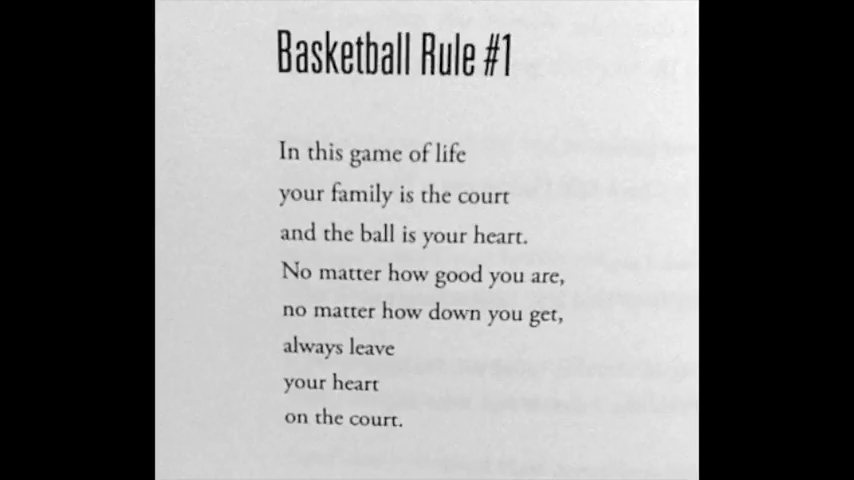 Basketball Rule #1
In this game of life
your family is the court
and the ball is your heart.
No matter how good you are,
no matter how down you get,
always leave
your heart
on the court.